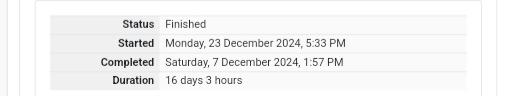 Status Finished
Started Monday, 23 December 2024, 5:33 PM
Completed Saturday, 7 December 2024, 1:57 PM
Duration 16 days 3 hours